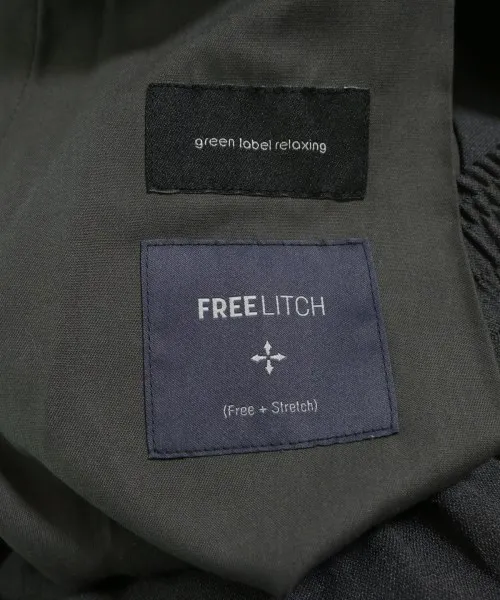 green label relaxing
FREELITCH
(Free + Stretch)